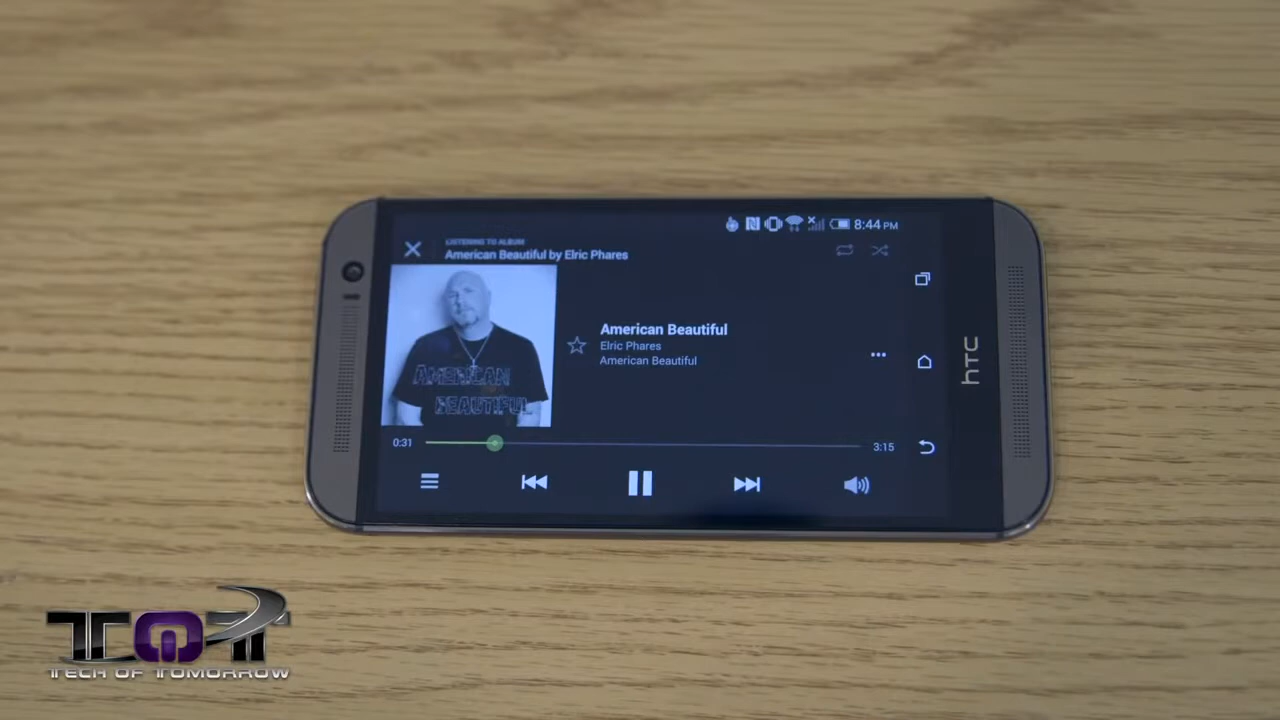 8:44 PM
LISTENING TO ALBUM
American Beautiful by Elric Phares
AMERICAN
BEAUTIFUL
American Beautiful
Elric Phares
American Beautiful
0:31
3:15
hTC
TOT
TECH OF TOMORROW